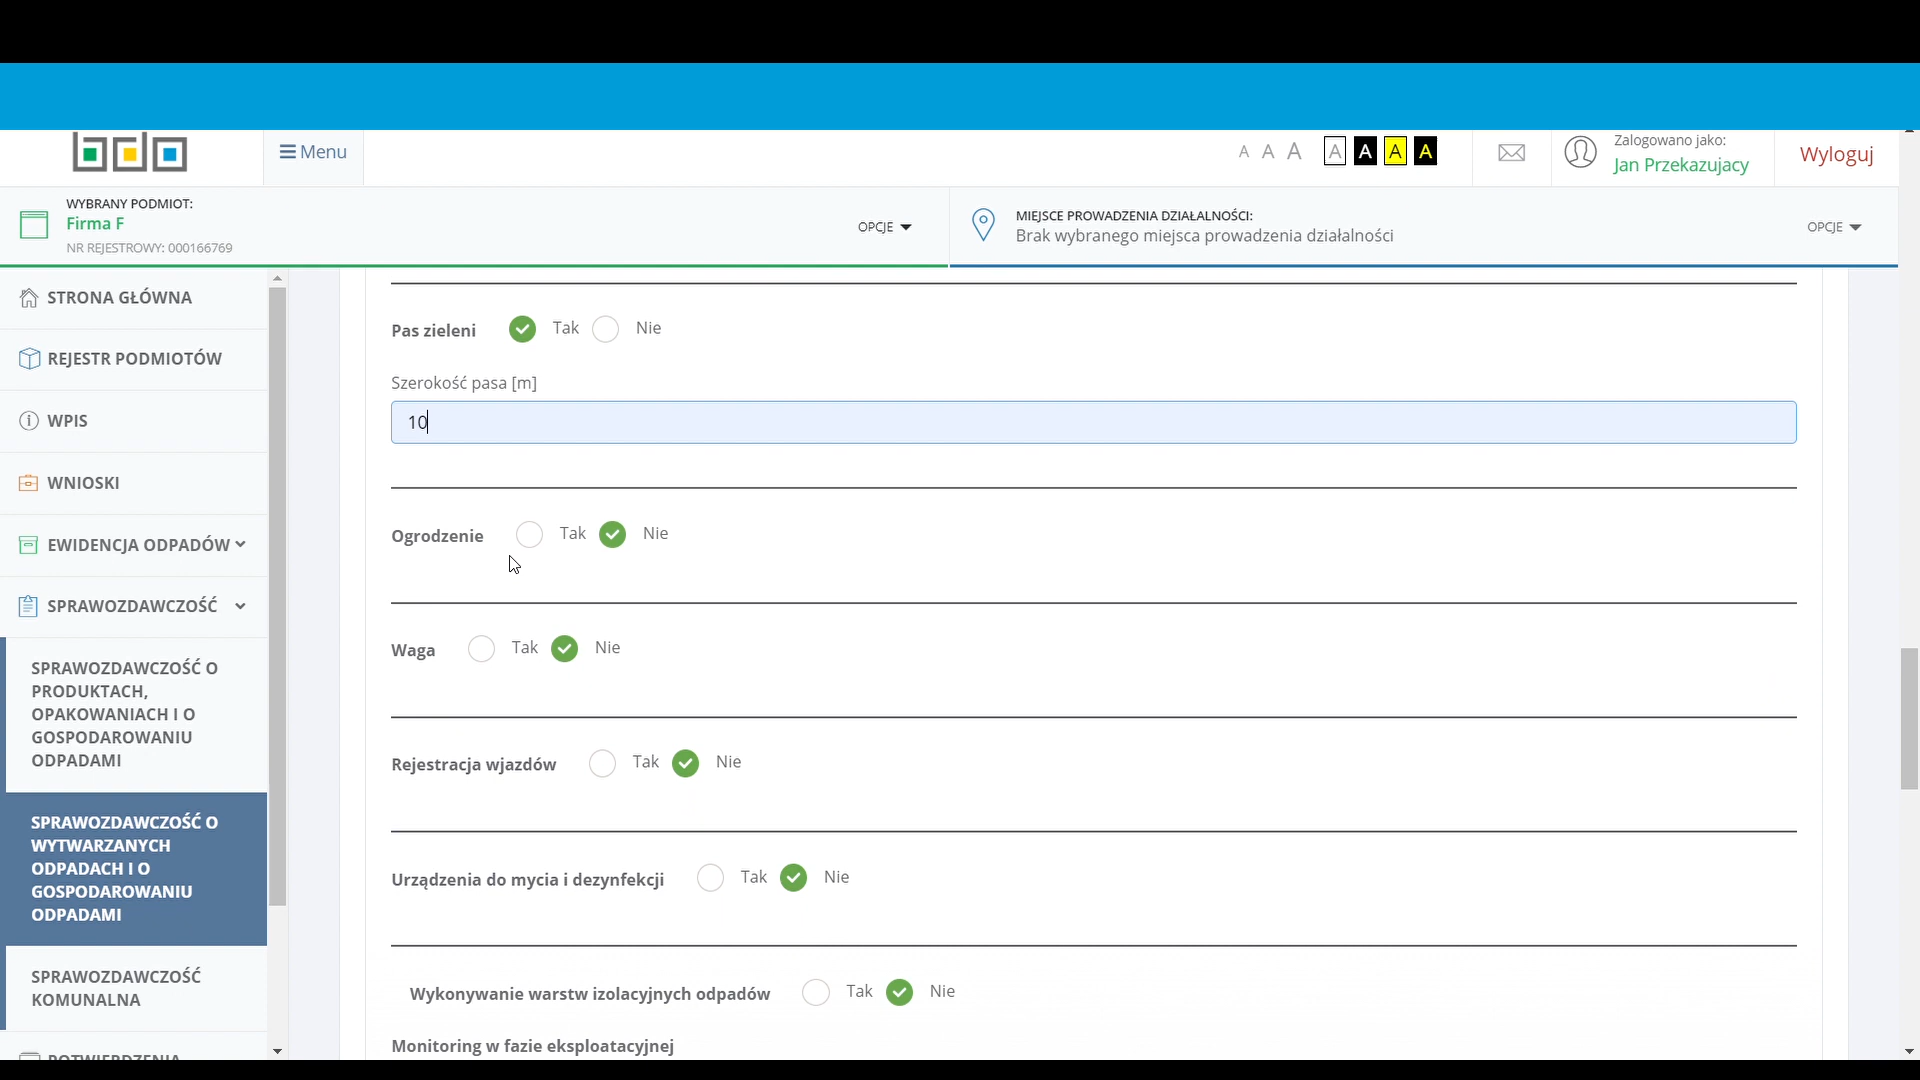 bdo
Menu
A A A A A A A
Zalogowano jako:
Jan Przekazujacy
Wyloguj
WYBRANY PODMIOT:
Firma F
NR REJESTROWY: 000166769
OPCJE
MIEJSCE PROWADZENIA DZIAŁALNOŚCI:
Brak wybranego miejsca prowadzenia działalności
OPCJE
STRONA GŁÓWNA
REJESTR PODMIOTÓW
WPIS
WNIOSKI
EWIDENCJA ODPADÓW
SPRAWOZDAWCZOŚĆ
SPRAWOZDAWCZOŚĆ O
PRODUKTACH,
OPAKOWANIACH I O
GOSPODAROWANIU
ODPADAMI
SPRAWOZDAWCZOŚĆ O
WYTWARZANYCH
ODPADACH I O
GOSPODAROWANIU
ODPADAMI
SPRAWOZDAWCZOŚĆ
KOMUNALNA
POTWIERDZENIA
Pas zieleni Tak Nie
Szerokość pasa [m]
10
Ogrodzenie Tak Nie
Waga Tak Nie
Rejestracja wjazdów Tak Nie
Urządzenia do mycia i dezynfekcji Tak Nie
Wykonywanie warstw izolacyjnych odpadów Tak Nie
Monitoring w fazie eksploatacyjnej